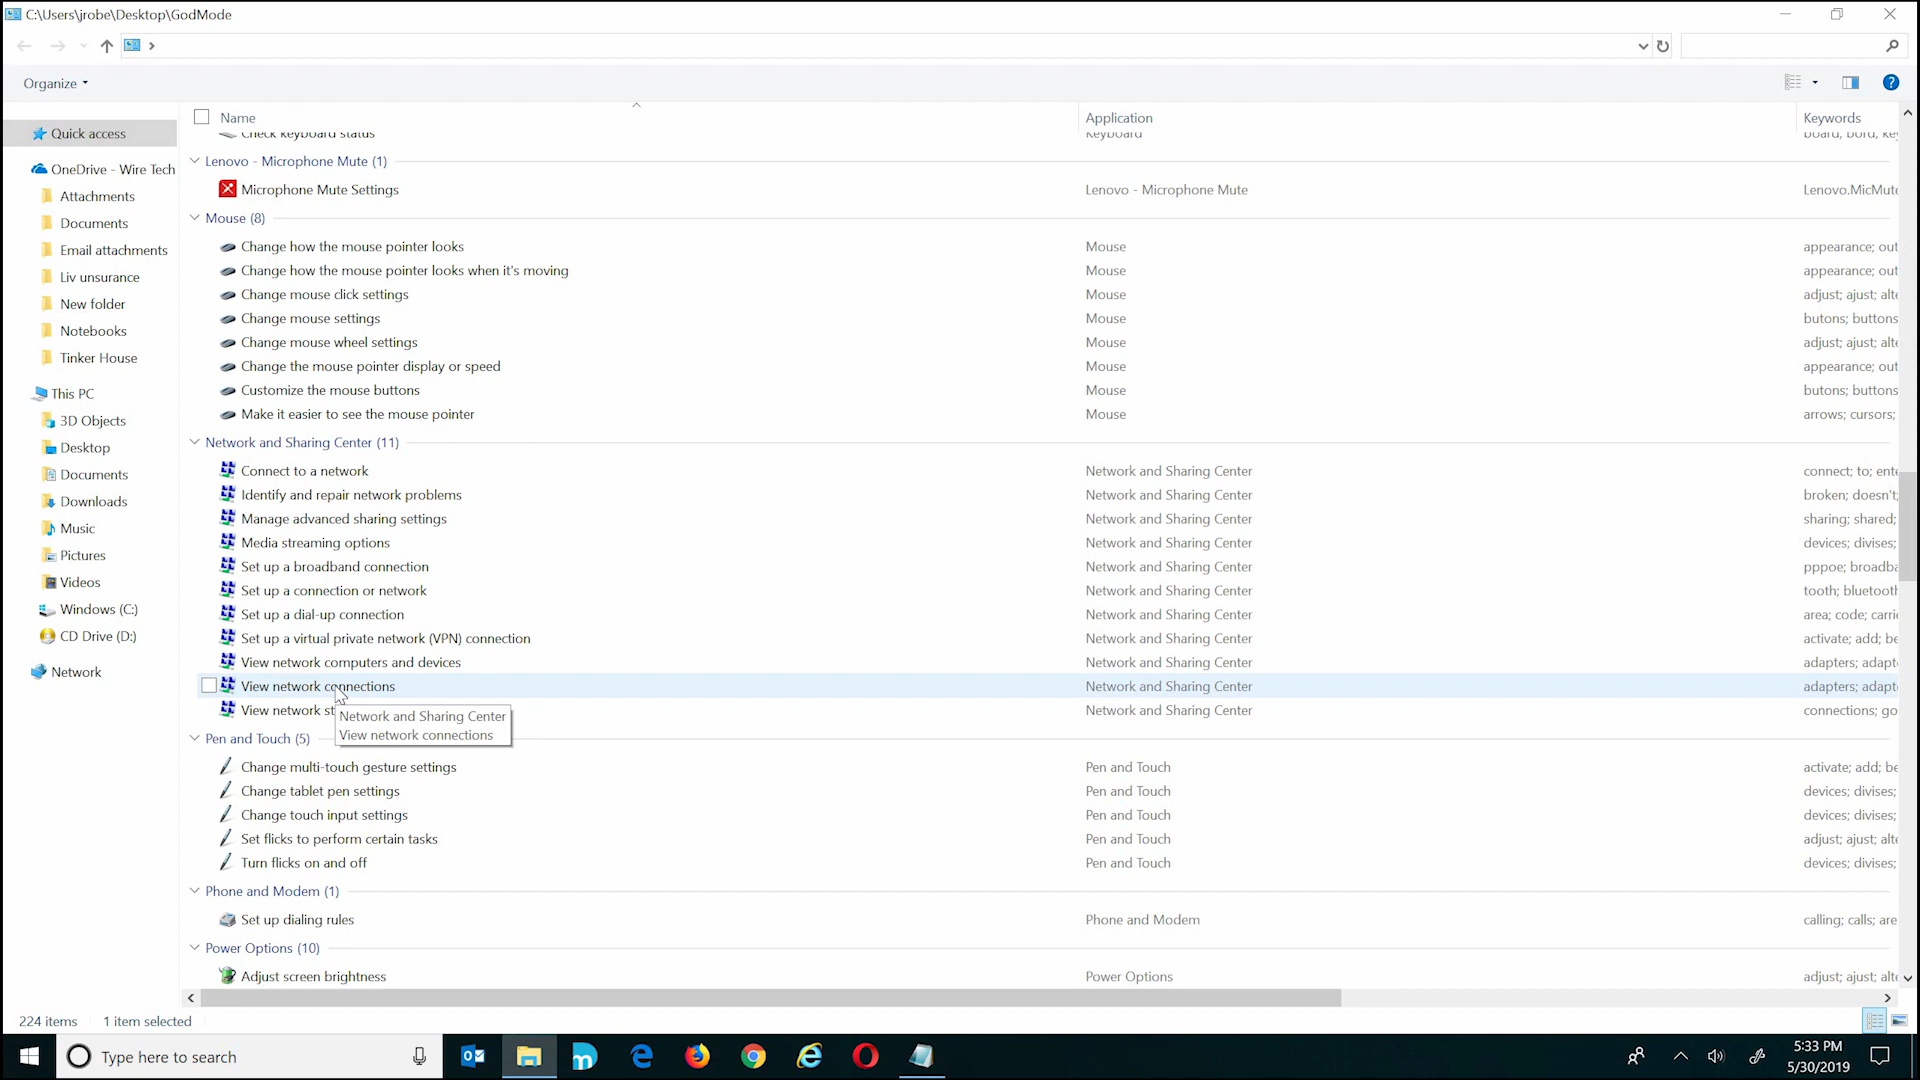 C:\Users\jrobe\Desktop\GodMode
Organize
Name Application Keywords
Quick access
OneDrive - Wire Tech
Attachments
Documents
Email attachments
Liv unsurance
New folder
Notebooks
Tinker House
This PC
3D Objects
Desktop
Documents
Downloads
Music
Pictures
Videos
Windows (C:)
CD Drive (D:)
Network
Check keyboard status Keyboard board; bord; key
Lenovo - Microphone Mute (1)
Microphone Mute Settings Lenovo - Microphone Mute Lenovo.MicMute
Mouse (8)
Change how the mouse pointer looks Mouse appearance; out
Change how the mouse pointer looks when it's moving Mouse appearance; out
Change mouse click settings Mouse adjust; ajust; alte
Change mouse settings Mouse butons; buttons
Change mouse wheel settings Mouse adjust; ajust; alte
Change the mouse pointer display or speed Mouse appearance; out
Customize the mouse buttons Mouse butons; buttons
Make it easier to see the mouse pointer Mouse arrows; cursors;
Network and Sharing Center (11)
Connect to a network Network and Sharing Center connect; to; ente
Identify and repair network problems Network and Sharing Center broken; doesn't;
Manage advanced sharing settings Network and Sharing Center sharing; shared;
Media streaming options Network and Sharing Center devices; divises;
Set up a broadband connection Network and Sharing Center pppoe; broadba
Set up a connection or network Network and Sharing Center tooth; bluetooth
Set up a dial-up connection Network and Sharing Center area; code; carri
Set up a virtual private network (VPN) connection Network and Sharing Center activate; add; be
View network computers and devices Network and Sharing Center adapters; adapt
View network connections Network and Sharing Center adapters; adapt
View network st Network and Sharing Center connections; go
Network and Sharing Center
View network connections
Pen and Touch (5)
Change multi-touch gesture settings Pen and Touch activate; add; be
Change tablet pen settings Pen and Touch devices; divises;
Change touch input settings Pen and Touch devices; divises;
Set flicks to perform certain tasks Pen and Touch adjust; ajust; alte
Turn flicks on and off Pen and Touch devices; divises;
Phone and Modem (1)
Set up dialing rules Phone and Modem calling; calls; are
Power Options (10)
Adjust screen brightness Power Options adjust; ajust; alte
224 items 1 item selected
Type here to search
5:33 PM
5/30/2019